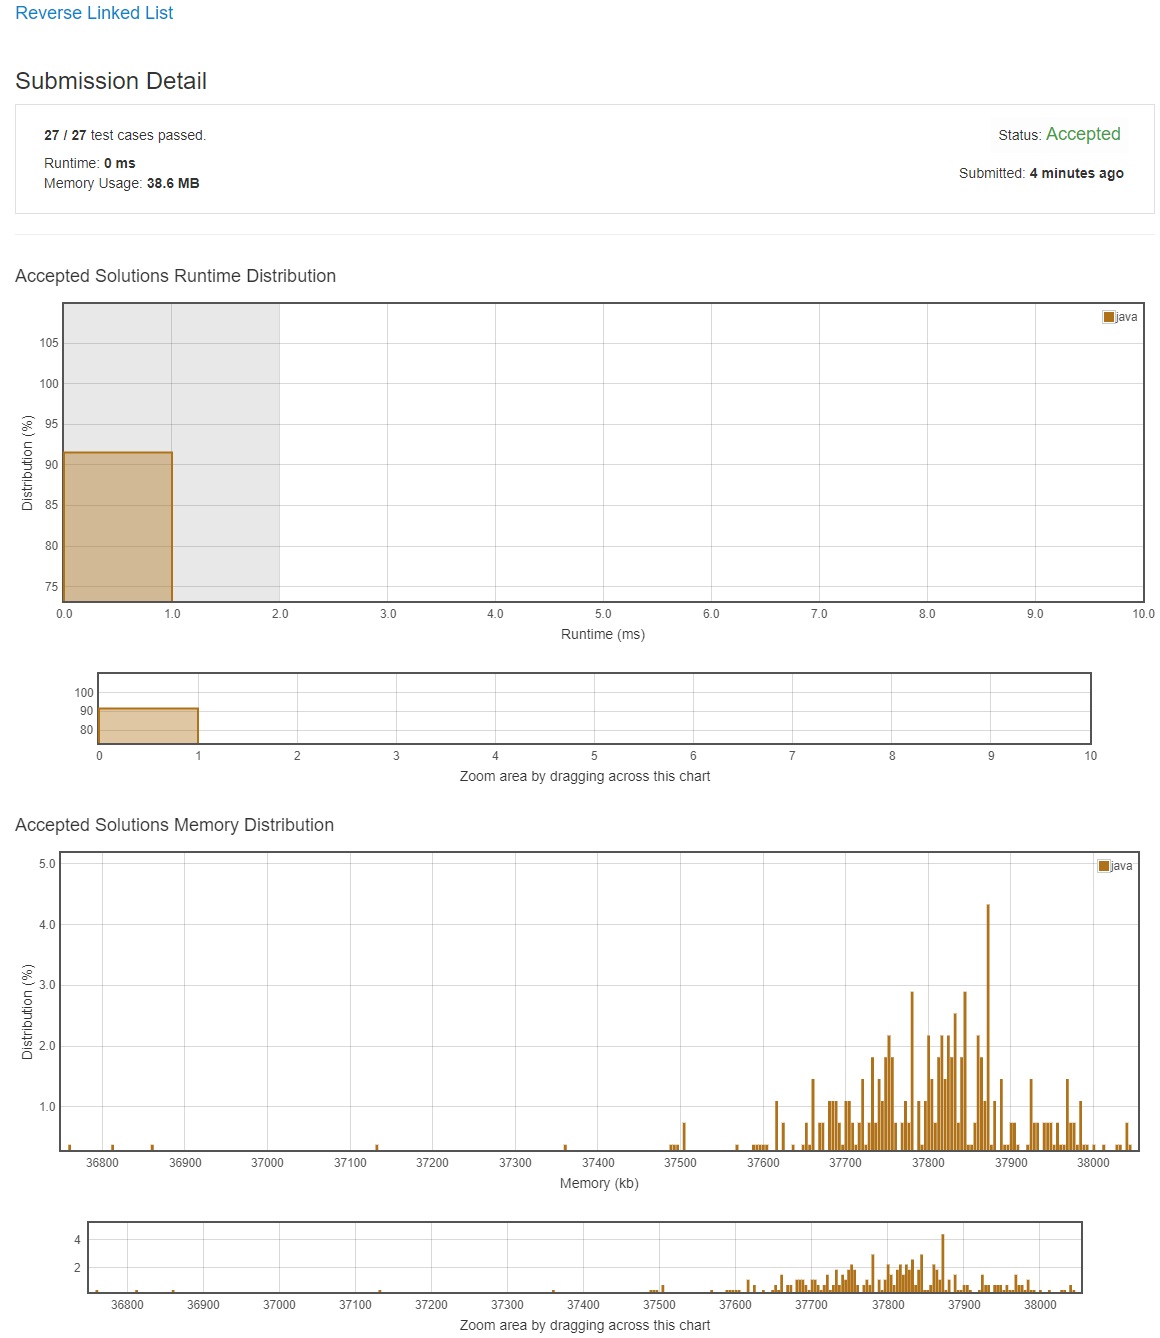 Reverse Linked List
Submission Detail
27 / 27 test cases passed.
Status: Accepted
Runtime: 0 ms
Memory Usage: 38.6 MB
Submitted: 4 minutes ago
Accepted Solutions Runtime Distribution
java
105
100
95
90
85
80
75
Distribution (%)
0.0 1.0 2.0 3.0 4.0 5.0 6.0 7.0 8.0 9.0 10.0
Runtime (ms)
100
90
80
0 1 2 3 4 5 6 7 8 9 10
Zoom area by dragging across this chart
Accepted Solutions Memory Distribution
java
5.0
4.0
3.0
2.0
1.0
Distribution (%)
36800 36900 37000 37100 37200 37300 37400 37500 37600 37700 37800 37900 38000
Memory (kb)
4
2
36800 36900 37000 37100 37200 37300 37400 37500 37600 37700 37800 37900 38000
Zoom area by dragging across this chart